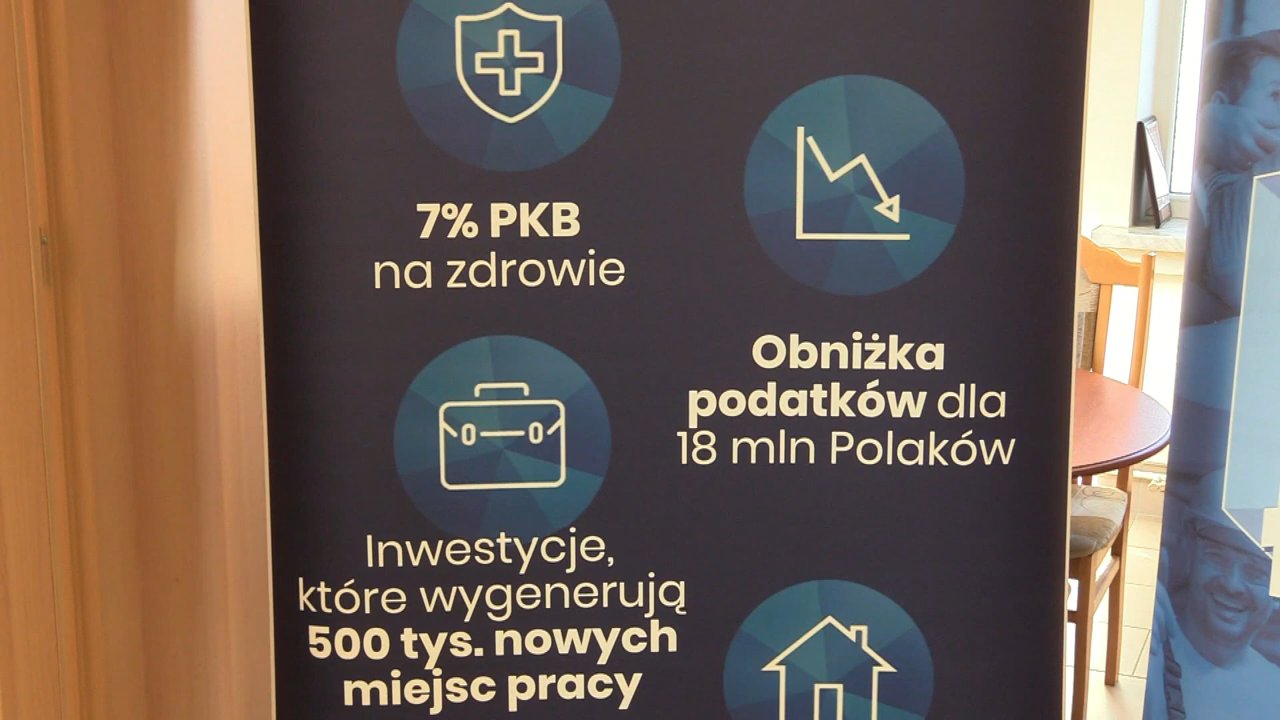 7% PKB
na zdrowie
Obniżka
podatków dla
18 mln Polaków
Inwestycje,
które wygenerują
500 tys. nowych
miejsc pracy